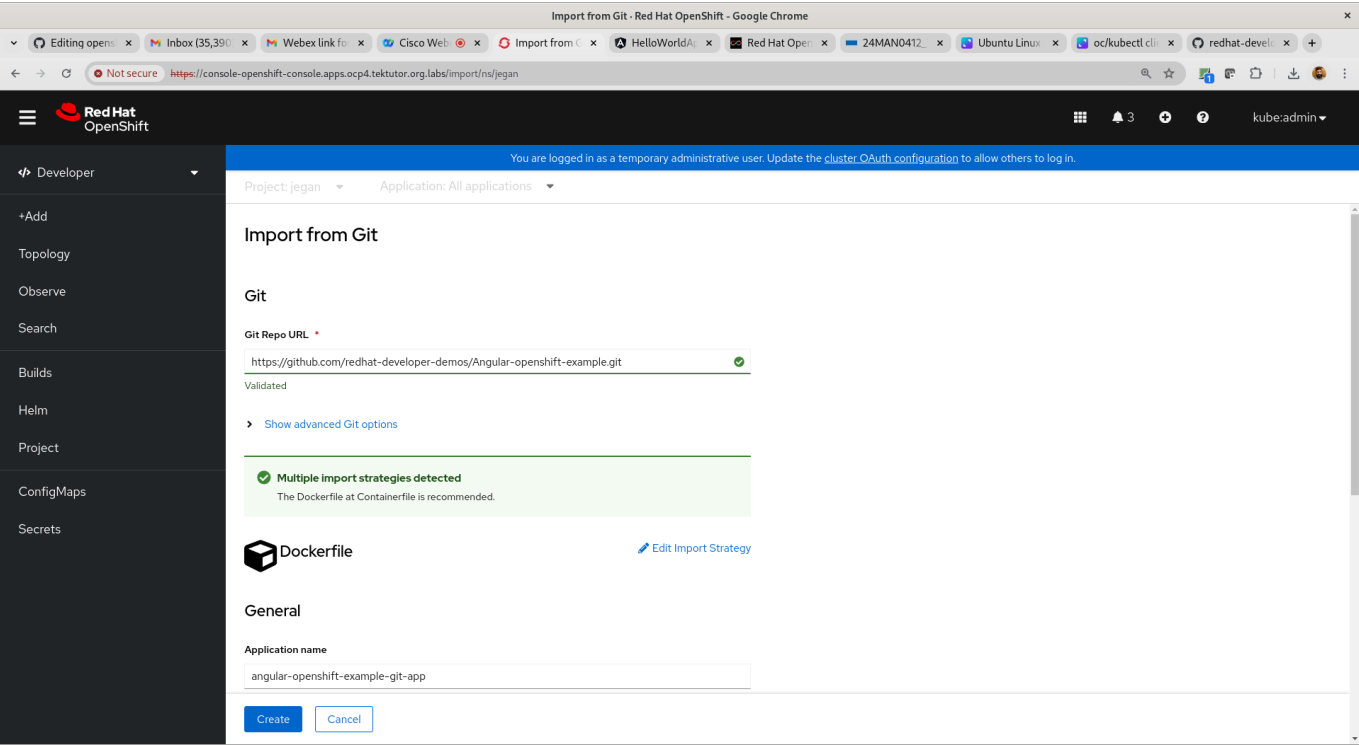 Import from Git · Red Hat OpenShift - Google Chrome
Editing opens
Inbox (35,390
Webex link fo
Cisco Web
Import from G
HelloWorldA
Red Hat Open
24MAN0412_
Ubuntu Linux
oc/kubectl cli
redhat-devel
Not secure https://console-openshift-console.apps.ocp4.tektutor.org.labs/import/ns/jegan
1
Red Hat
OpenShift
3
kube:admin
You are logged in as a temporary administrative user. Update the cluster OAuth configuration to allow others to log in.
Developer
Project: jegan Application: All applications
+Add
Topology
Observe
Search
Builds
Helm
Project
ConfigMaps
Secrets
Import from Git
Git
Git Repo URL *
https://github.com/redhat-developer-demos/Angular-openshift-example.git
Validated
Show advanced Git options
Multiple import strategies detected
The Dockerfile at Containerfile is recommended.
Dockerfile
Edit Import Strategy
General
Application name
angular-openshift-example-git-app
Create
Cancel